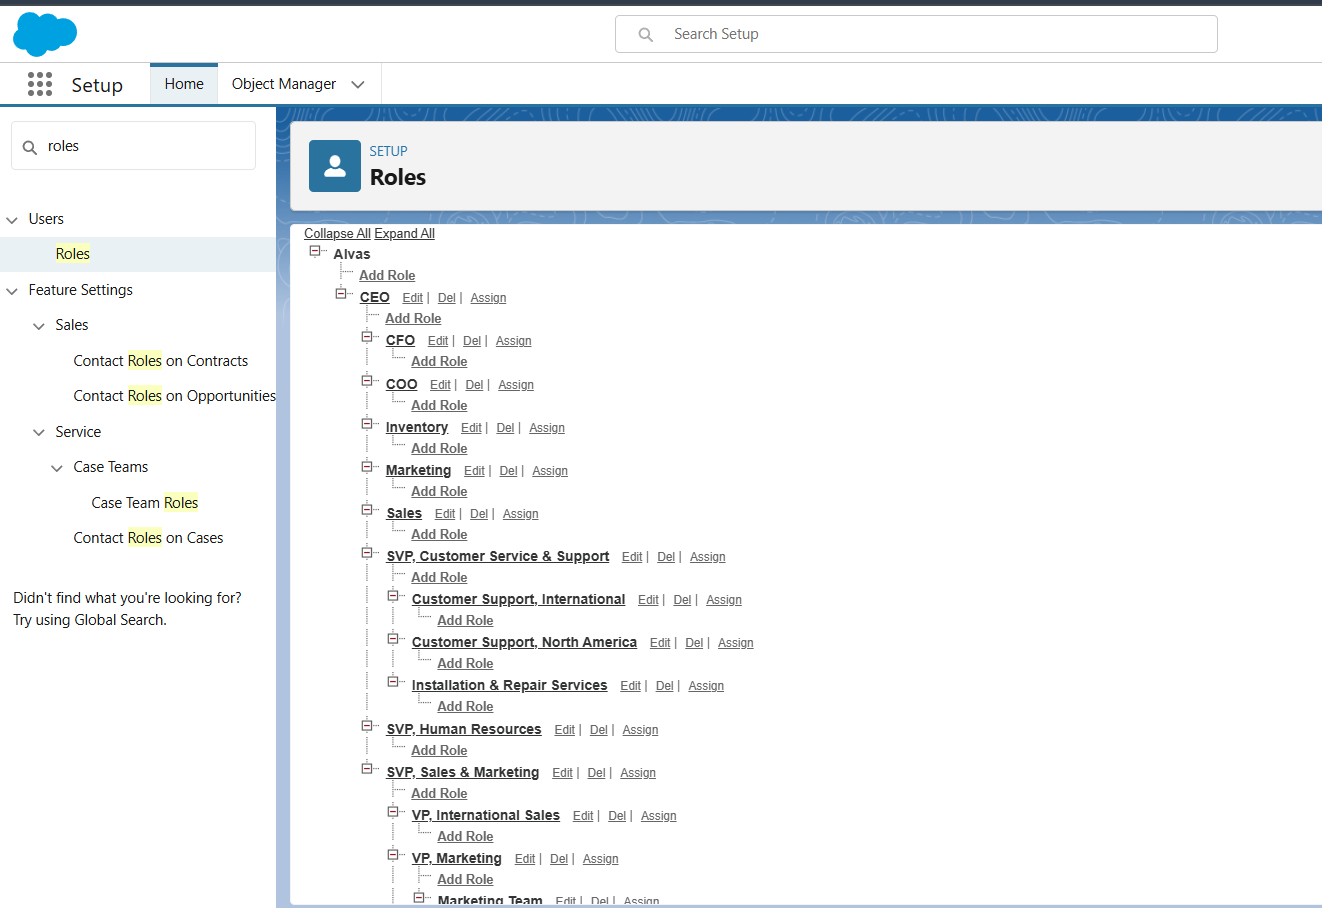 Search Setup
Setup
Home
Object Manager
roles
Users
Roles
Feature Settings
Sales
Contact Roles on Contracts
Contact Roles on Opportunities
Service
Case Teams
Case Team Roles
Contact Roles on Cases
Didn't find what you're looking for?
Try using Global Search.
SETUP
Roles
Collapse All Expand All
Alvas
Add Role
CEO Edit | Del | Assign
Add Role
CFO Edit | Del | Assign
Add Role
COO Edit | Del | Assign
Add Role
Inventory Edit | Del | Assign
Add Role
Marketing Edit | Del | Assign
Add Role
Sales Edit | Del | Assign
Add Role
SVP, Customer Service & Support Edit | Del | Assign
Add Role
Customer Support, International Edit | Del | Assign
Add Role
Customer Support, North America Edit | Del | Assign
Add Role
Installation & Repair Services Edit | Del | Assign
Add Role
SVP, Human Resources Edit | Del | Assign
Add Role
SVP, Sales & Marketing Edit | Del | Assign
Add Role
VP, International Sales Edit | Del | Assign
Add Role
VP, Marketing Edit | Del | Assign
Add Role
Marketing Team Edit | Del | Assign